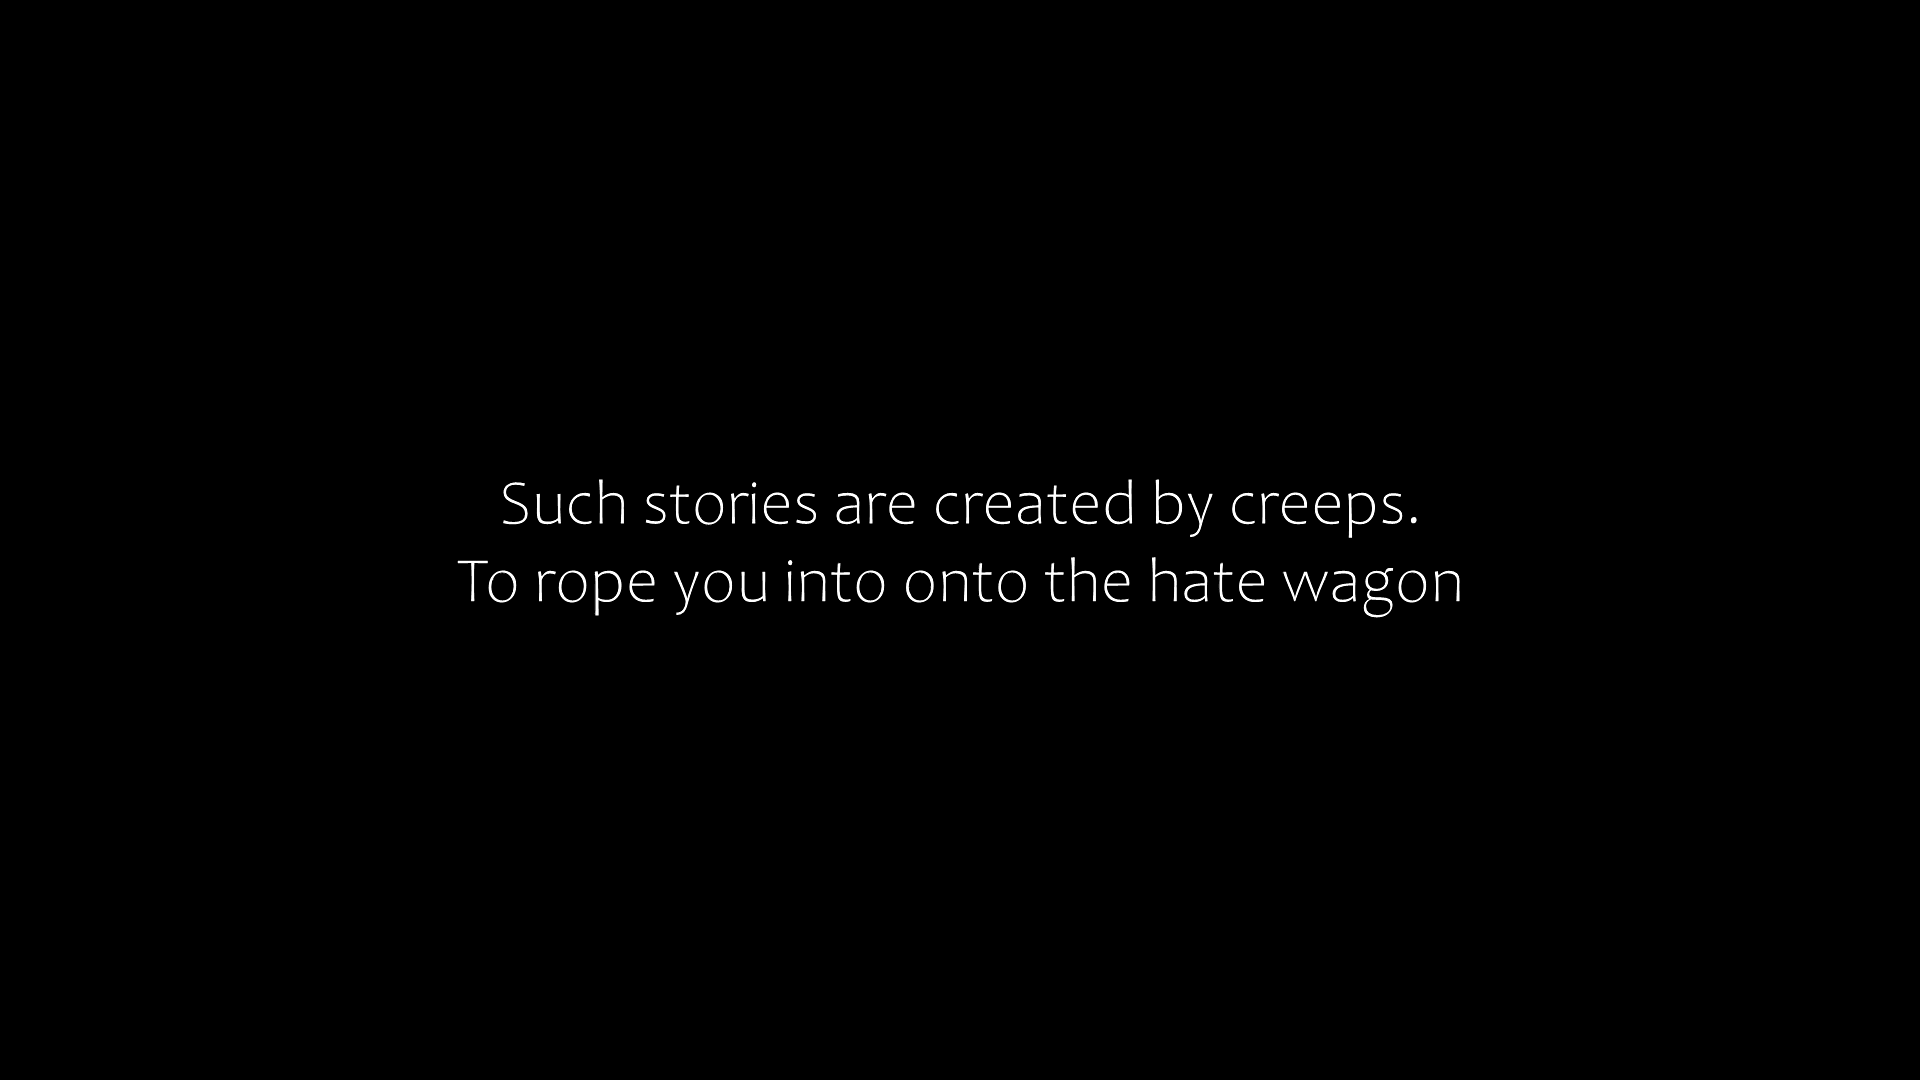 Such stories are created by creeps.
To rope you into onto the hate wagon